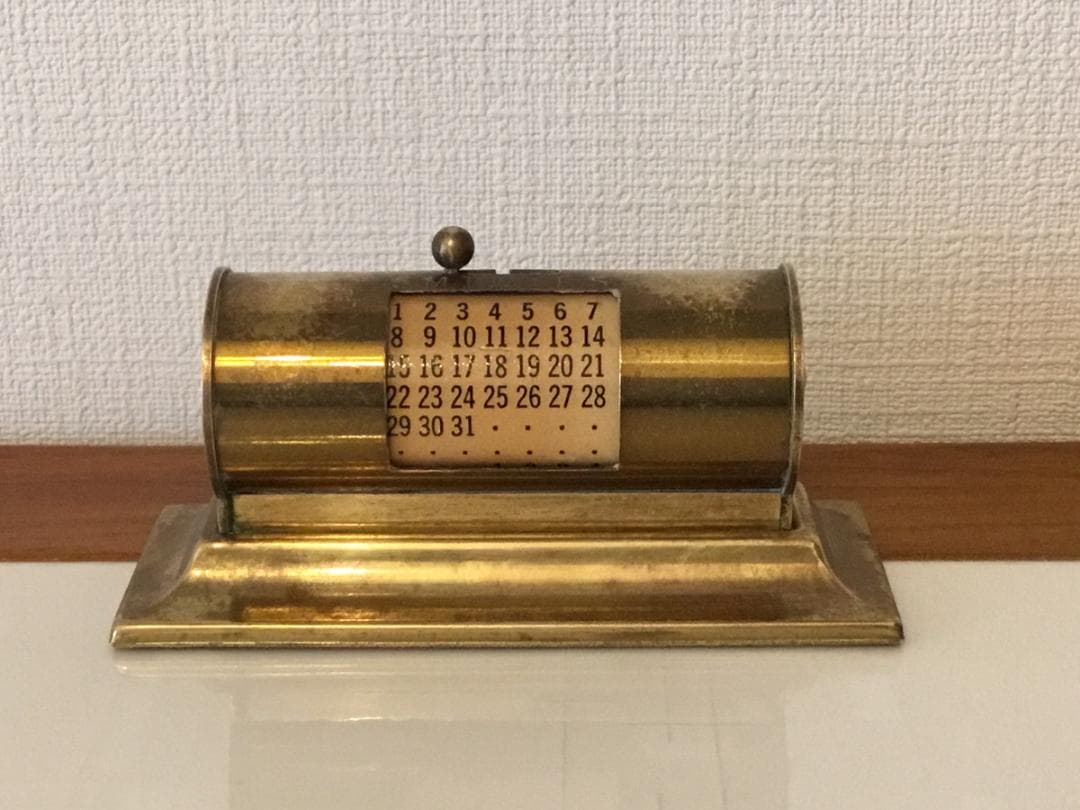 1 2 3 4 5 6 7
8 9 10 11 12 13 14
15 16 17 18 19 20 21
22 23 24 25 26 27 28
29 30 31 . . . .
. . . . . . .